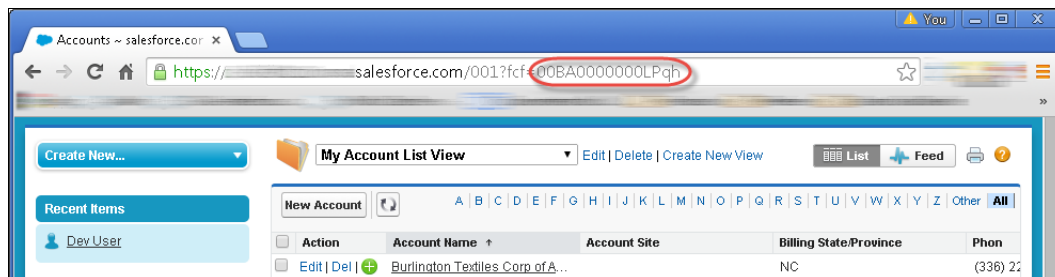 You
Accounts ~ salesforce.cor
https:// salesforce.com/001?fcf=00BA0000000LPqh
»
Create New...
My Account List View Edit | Delete | Create New View List Feed
Recent Items
New Account A | B | C | D | E | F | G | H | I | J | K | L | M | N | O | P | Q | R | S | T | U | V | W | X | Y | Z | Other | All
Dev User
Action Account Name ↑ Account Site Billing State/Province Phon
Edit | Del | Burlington Textiles Corp of A... NC (336) 22